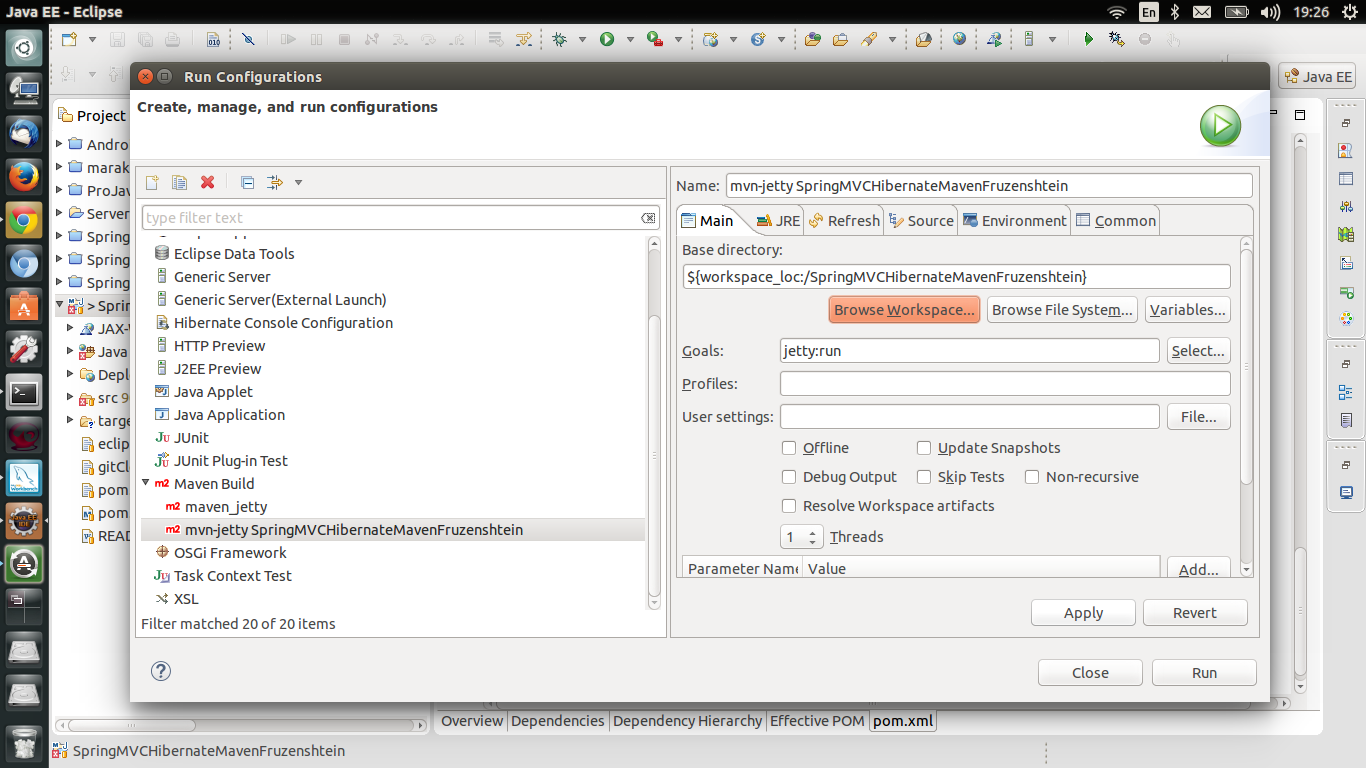 Java EE - Eclipse
En
19:26
Run Configurations
Java EE
Create, manage, and run configurations
Project
Andro
marak
ProJav
Server
Spring
Spring
Spring
> Sprin
JAX-W
Java
Depl
src 9
targe
eclip
gitCl
pom
pom
READ
type filter text
Eclipse Data Tools
Generic Server
Generic Server(External Launch)
Hibernate Console Configuration
HTTP Preview
J2EE Preview
Java Applet
Java Application
JUnit
JUnit Plug-in Test
Maven Build
maven_jetty
mvn-jetty SpringMVCHibernateMavenFruzenshtein
OSGi Framework
Task Context Test
XSL
Filter matched 20 of 20 items
Name: mvn-jetty SpringMVCHibernateMavenFruzenshtein
Main JRE Refresh Source Environment Common
Base directory:
${workspace_loc:/SpringMVCHibernateMavenFruzenshtein}
Browse Workspace... Browse File System... Variables...
Goals: jetty:run Select...
Profiles:
User settings: File...
Offline Update Snapshots
Debug Output Skip Tests Non-recursive
Resolve Workspace artifacts
1 Threads
Parameter Name Value Add...
Apply Revert
Close Run
Overview Dependencies Dependency Hierarchy Effective POM pom.xml
SpringMVCHibernateMavenFruzenshtein